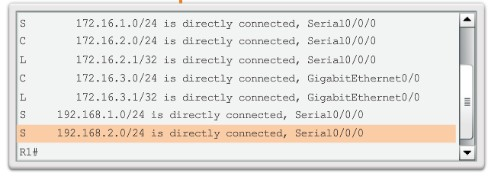 S 172.16.1.0/24 is directly connected, Serial0/0/0
C 172.16.2.0/24 is directly connected, Serial0/0/0
L 172.16.2.1/32 is directly connected, Serial0/0/0
C 172.16.3.0/24 is directly connected, GigabitEthernet0/0
L 172.16.3.1/32 is directly connected, GigabitEthernet0/0
S 192.168.1.0/24 is directly connected, Serial0/0/0
S 192.168.2.0/24 is directly connected, Serial0/0/0
R1#